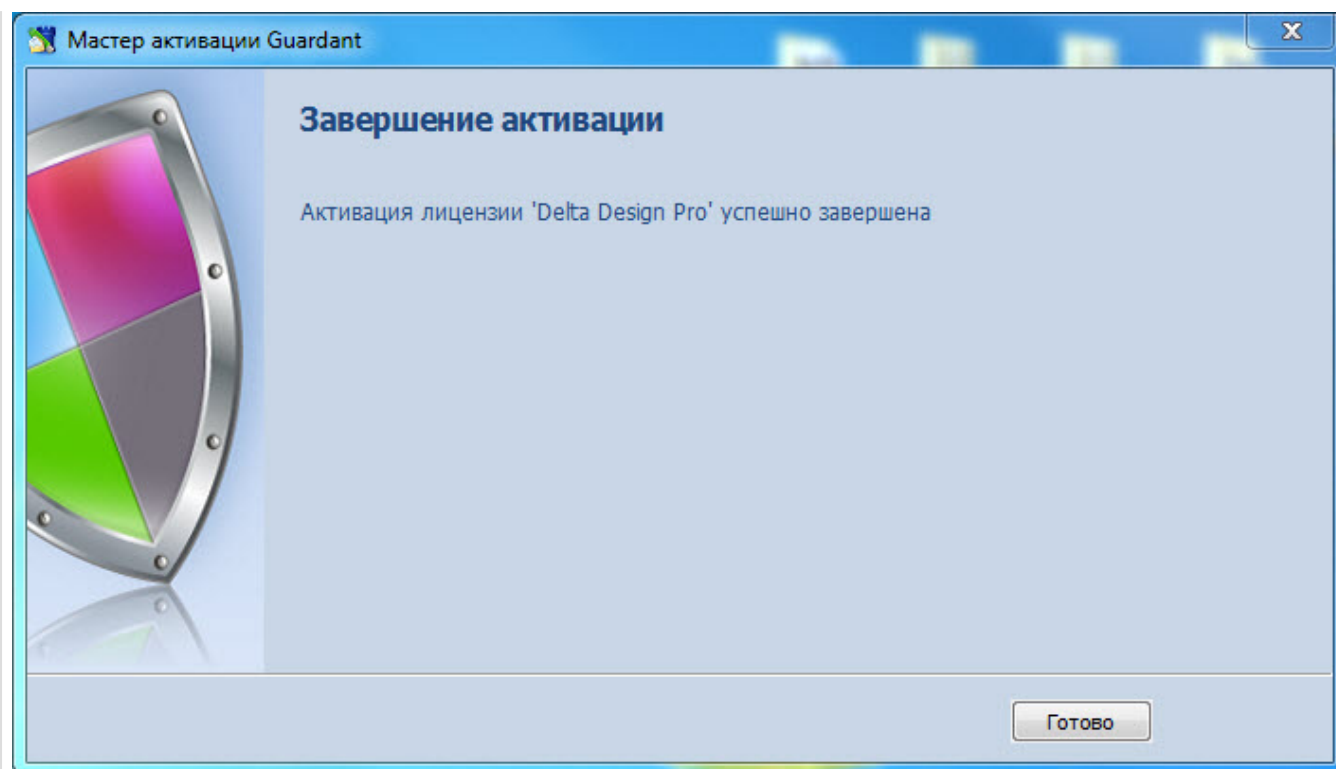 Мастер активации Guardant
Завершение активации
Активация лицензии 'Delta Design Pro' успешно завершена
Готово